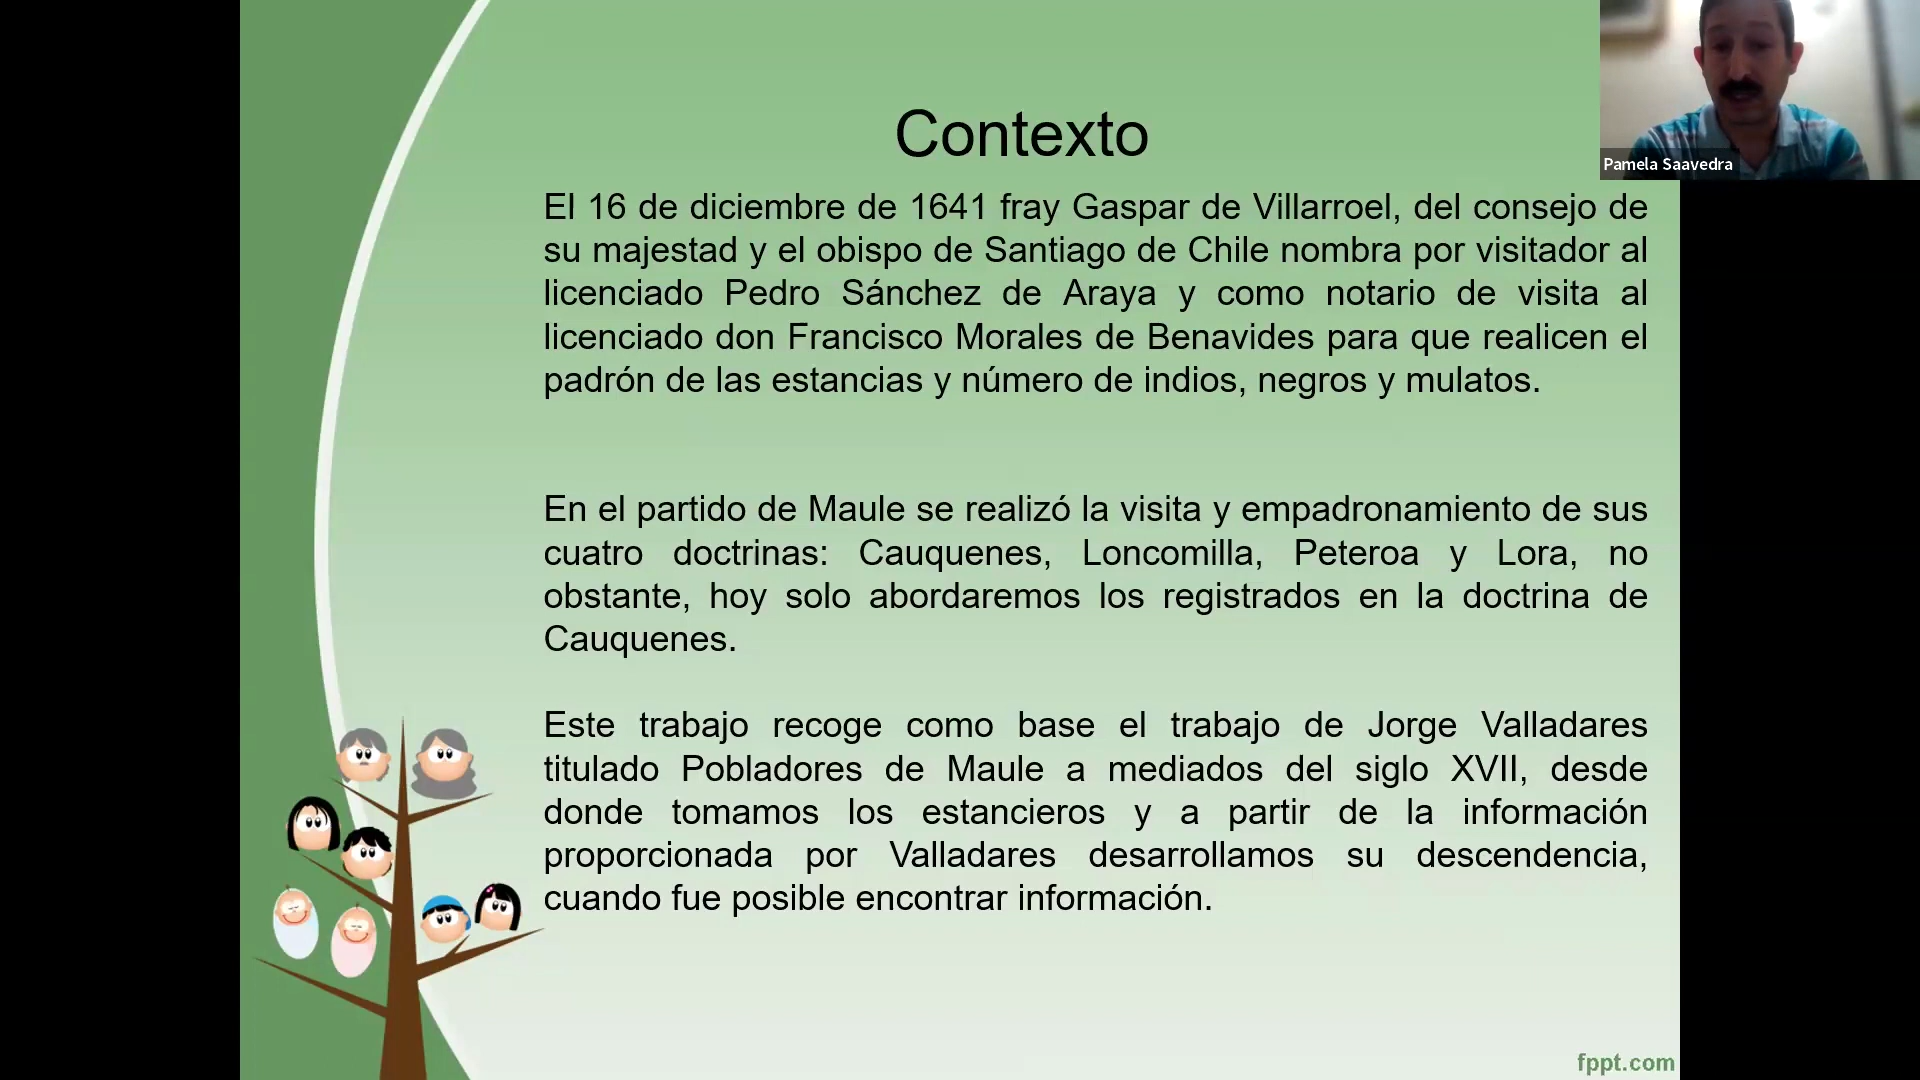 Contexto
El 16 de diciembre de 1641 fray Gaspar de Villarroel, del consejo de
su majestad y el obispo de Santiago de Chile nombra por visitador al
licenciado Pedro Sánchez de Araya y como notario de visita al
licenciado don Francisco Morales de Benavides para que realicen el
padrón de las estancias y número de indios, negros y mulatos.
En el partido de Maule se realizó la visita y empadronamiento de sus
cuatro doctrinas: Cauquenes, Loncomilla, Peteroa y Lora, no
obstante, hoy solo abordaremos los registrados en la doctrina de
Cauquenes.
Este trabajo recoge como base el trabajo de Jorge Valladares
titulado Pobladores de Maule a mediados del siglo XVII, desde
donde tomamos los estancieros y a partir de la información
proporcionada por Valladares desarrollamos su descendencia,
cuando fue posible encontrar información.
Pamela Saavedra
fppt.com